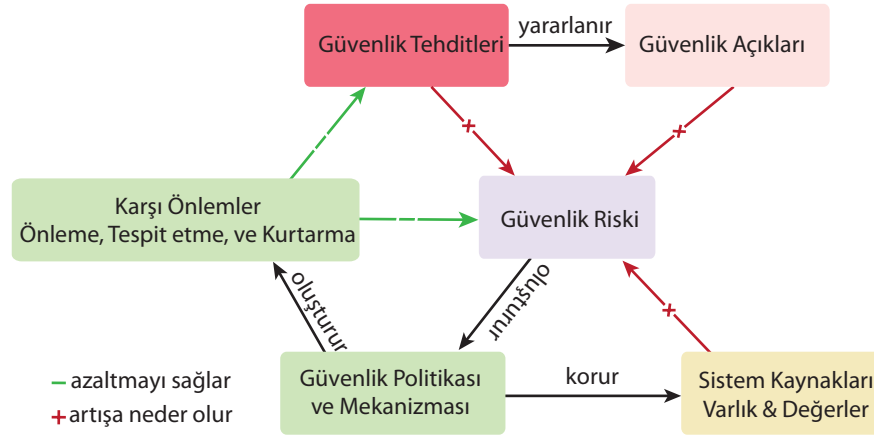 Güvenlik Tehditleri
yararlanır
Güvenlik Açıkları
Karşı Önlemler
Önleme, Tespit etme, ve Kurtarma
Güvenlik Riski
oluşturur
oluşturur
Güvenlik Politikası
ve Mekanizması
korur
Sistem Kaynakları
Varlık & Değerler
azaltmayı sağlar
artışa neder olur